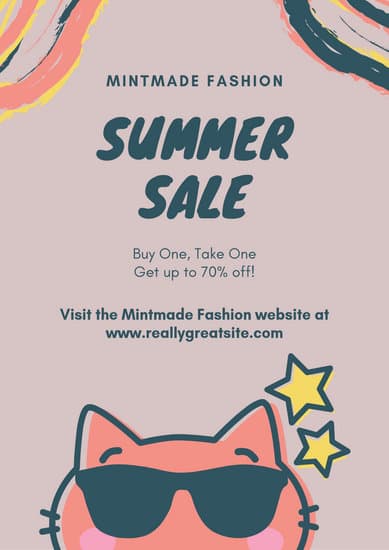 MINTMADE FASHION
SUMMER
SALE
Buy One, Take One
Get up to 70% off!
Visit the Mintmade Fashion website at
www.reallygreatsite.com